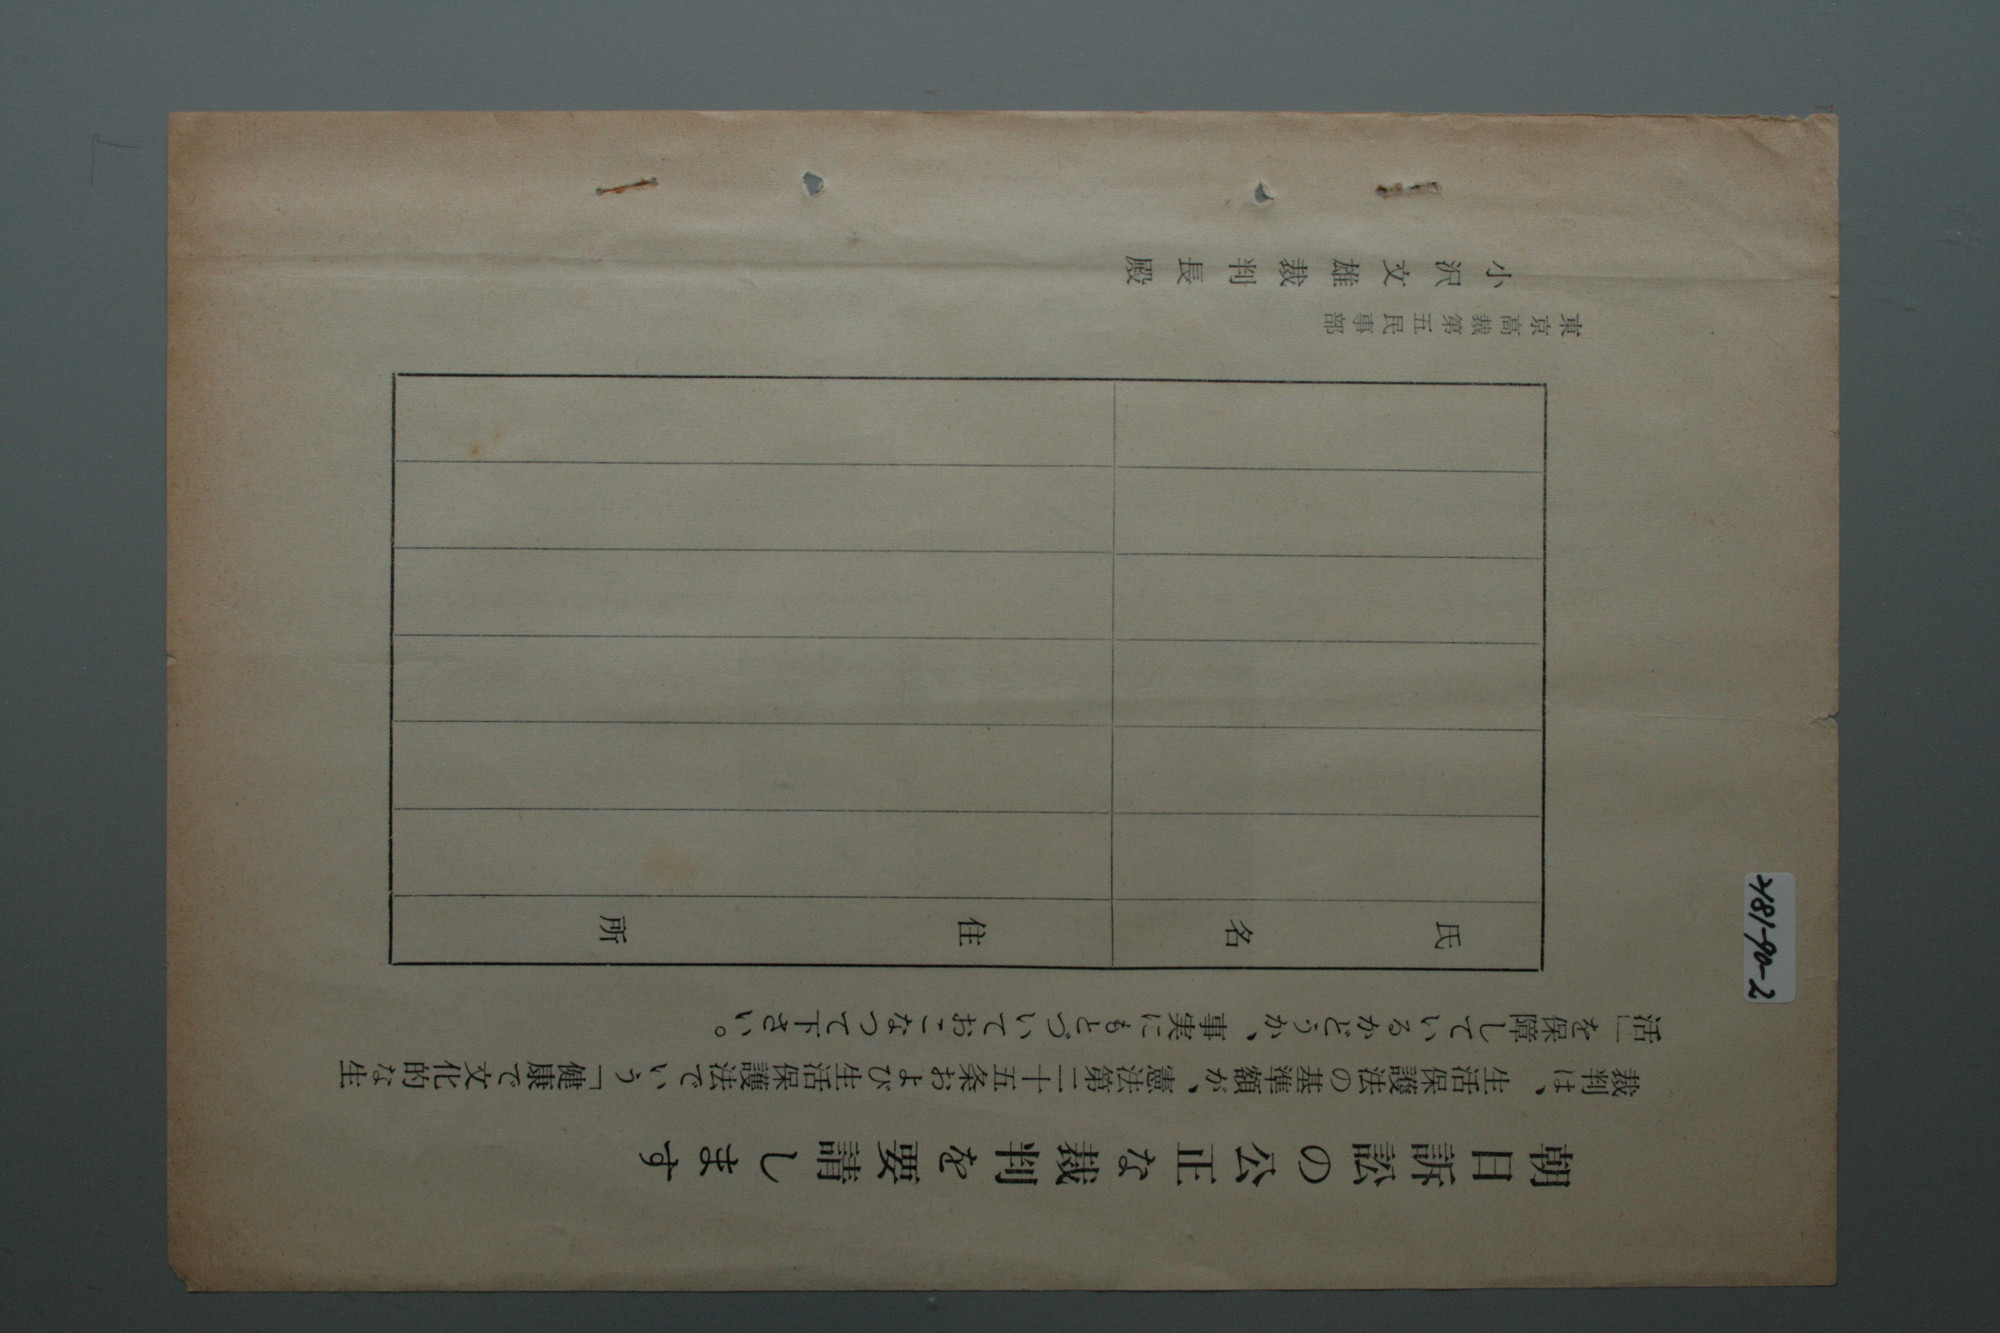 朝日訴訟の公正な裁判を要請します
裁判は、生活保護法の基準額が、憲法第二十五条および生活保護法でいう「健康で文化的な生
活」を保障しているかどうか、事実にもとづいておこなつて下さい。
氏名 住所
東京高裁第五民事部
小沢文雄裁判長殿